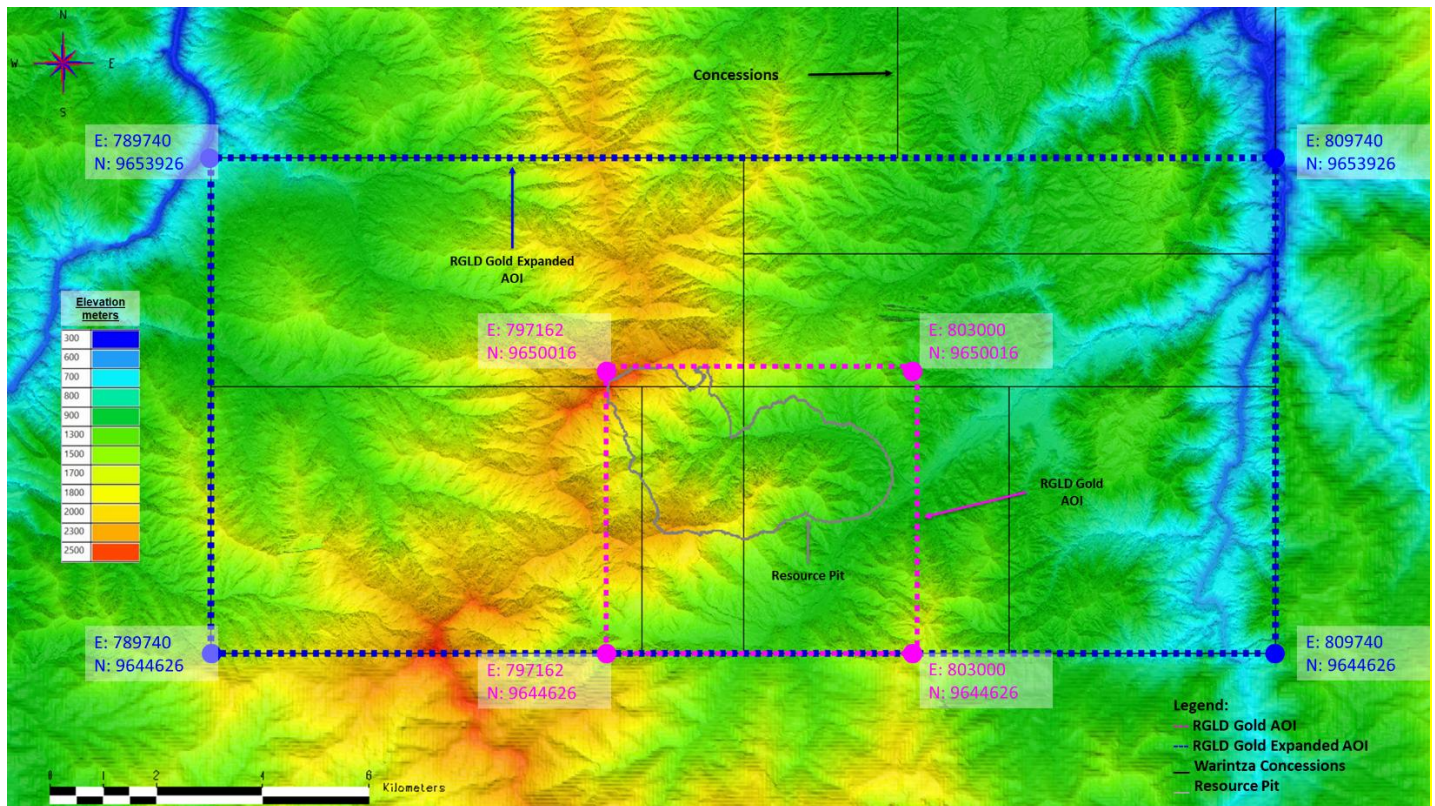 N
W
E
S
Concessions
E: 789740
N: 9653926
E: 809740
N: 9653926
RGLD Gold Expanded
AOI
Elevation
meters
300
600
700
800
900
1300
1500
1700
1800
2000
2300
2500
E: 797162
N: 9650016
E: 803000
N: 9650016
RGLD Gold
AOI
Resource Pit
E: 789740
N: 9644626
E: 797162
N: 9644626
E: 803000
N: 9644626
E: 809740
N: 9644626
Legend:
RGLD Gold AOI
RGLD Gold Expanded AOI
Warintza Concessions
Resource Pit
0 1 2 4 6
Kilometers